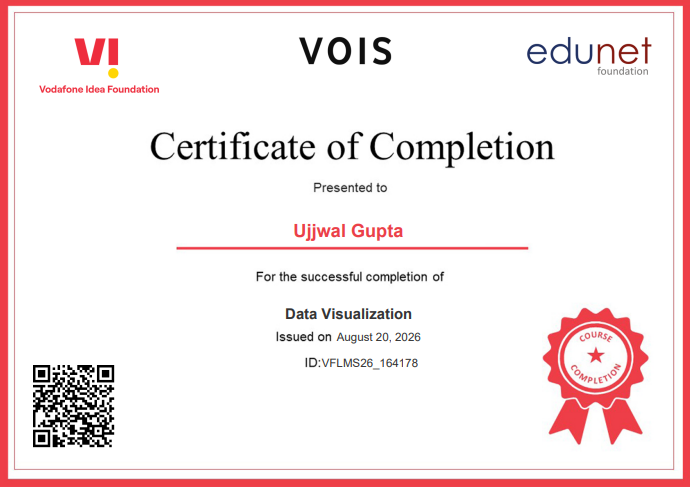 VI
Vodafone Idea Foundation
VOIS
edunet
foundation
Certificate of Completion
Presented to
Ujjwal Gupta
For the successful completion of
Data Visualization
Issued on August 20, 2026
ID:VFLMS26_164178
COURSE
COMPLETION